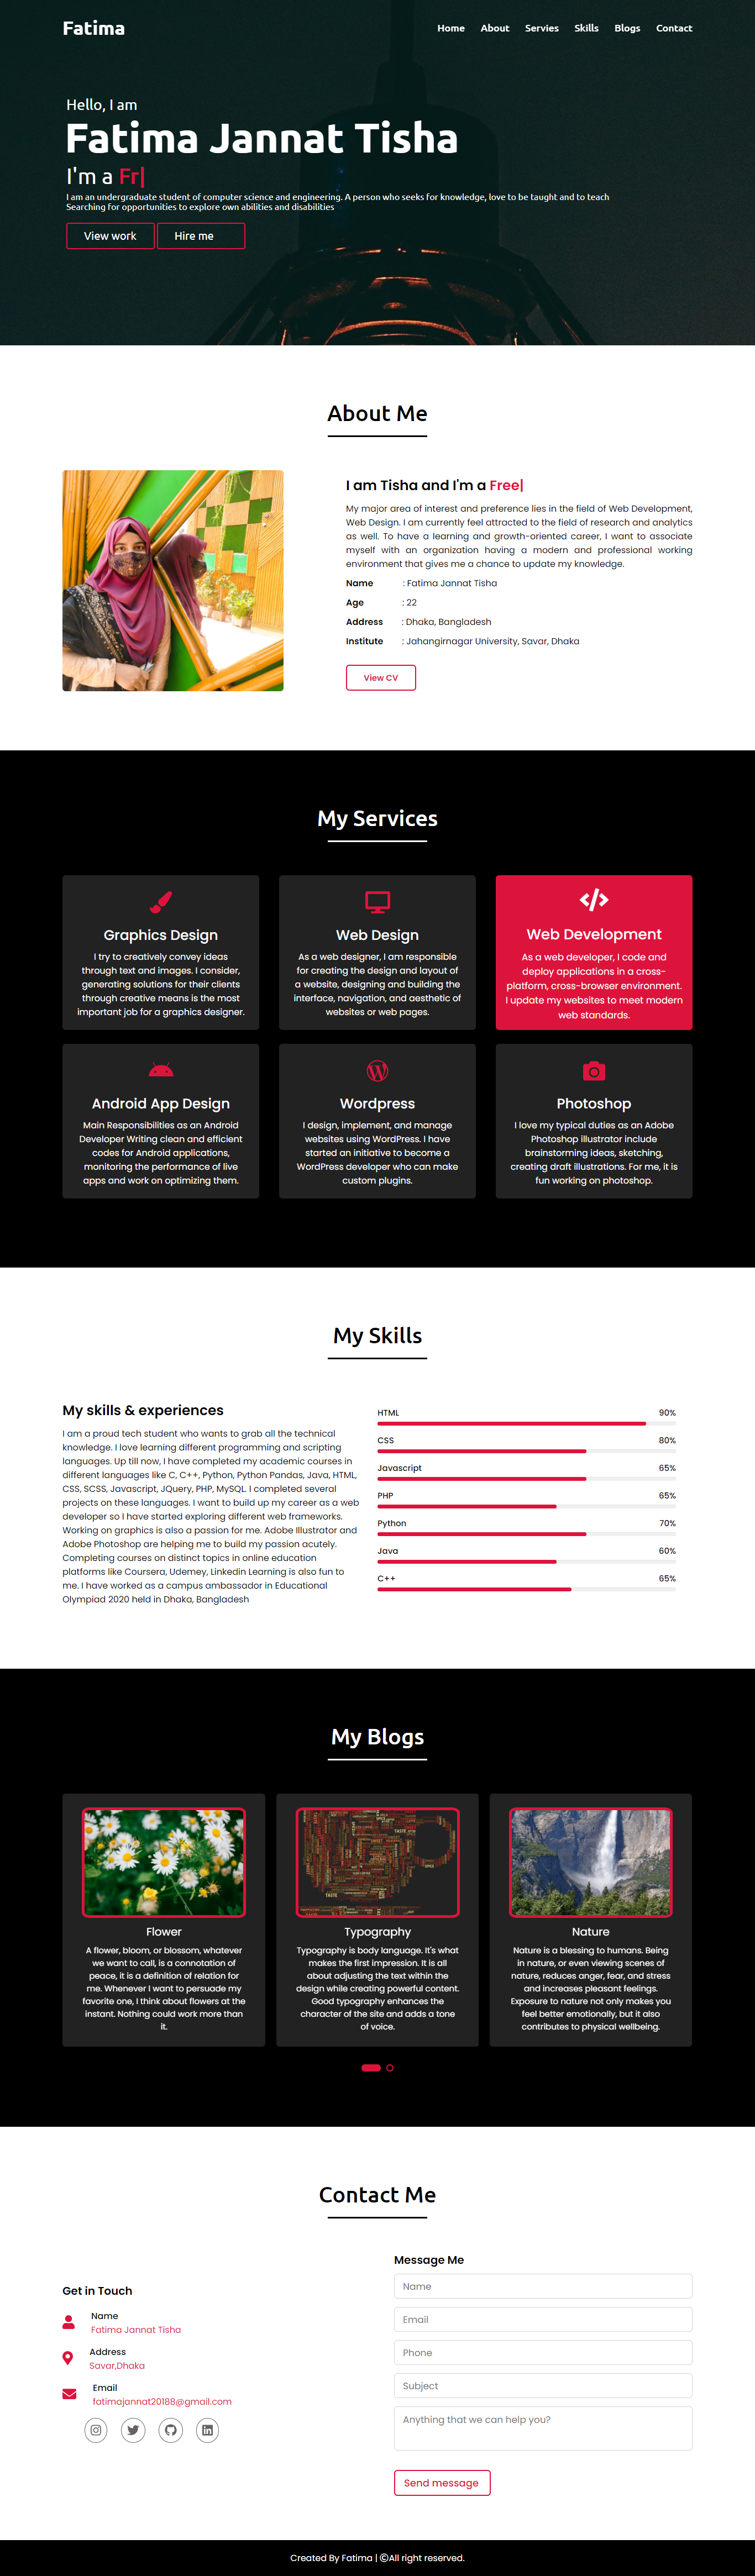 Fatima
Home About Servies Skills Blogs Contact
Hello, I am
Fatima Jannat Tisha
I'm a Fr|
I am an undergraduate student of computer science and engineering. A person who seeks for knowledge, love to be taught and to teach
Searching for opportunities to explore own abilities and disabilities
View work Hire me
About Me
I am Tisha and I'm a Free|
My major area of interest and preference lies in the field of Web Development,
Web Design. I am currently feel attracted to the field of research and analytics
as well. To have a learning and growth-oriented career, I want to associate
myself with an organization having a modern and professional working
environment that gives me a chance to update my knowledge.
Name : Fatima Jannat Tisha
Age : 22
Address : Dhaka, Bangladesh
Institute : Jahangirnagar University, Savar, Dhaka
View CV
My Services
Graphics Design
I try to creatively convey ideas
through text and images. I consider,
generating solutions for their clients
through creative means is the most
important job for a graphics designer.
Web Design
As a web designer, I am responsible
for creating the design and layout of
a website, designing and building the
interface, navigation, and aesthetic of
websites or web pages.
Web Development
As a web developer, I code and
deploy applications in a cross-
platform, cross-browser environment.
I update my websites to meet modern
web standards.
Android App Design
Main Responsibilities as an Android
Developer Writing clean and efficient
codes for Android applications,
monitoring the performance of live
apps and work on optimizing them.
Wordpress
I design, implement, and manage
websites using WordPress. I have
started an initiative to become a
WordPress developer who can make
custom plugins.
Photoshop
I love my typical duties as an Adobe
Photoshop illustrator include
brainstorming ideas, sketching,
creating draft illustrations. For me, it is
fun working on photoshop.
My Skills
My skills & experiences
I am a proud tech student who wants to grab all the technical
knowledge. I love learning different programming and scripting
languages. Up till now, I have completed my academic courses in
different languages like C, C++, Python, Python Pandas, Java, HTML,
CSS, SCSS, Javascript, JQuery, PHP, MySQL. I completed several
projects on these languages. I want to build up my career as a web
developer so I have started exploring different web frameworks.
Working on graphics is also a passion for me. Adobe Illustrator and
Adobe Photoshop are helping me to build my passion acutely.
Completing courses on distinct topics in online education
platforms like Coursera, Udemey, Linkedin Learning is also fun to
me. I have worked as a campus ambassador in Educational
Olympiad 2020 held in Dhaka, Bangladesh
HTML 90%
CSS 80%
Javascript 65%
PHP 65%
Python 70%
Java 60%
C++ 65%
My Blogs
Flower
A flower, bloom, or blossom, whatever
we want to call, is a connotation of
peace, it is a definition of relation for
me. Whenever I want to persuade my
favorite one, I think about flowers at the
instant. Nothing could work more than
it.
TASTE
TASTE
SPICE
Typography
Typography is body language. It's what
makes the first impression. It is all
about adjusting the text within the
design while creating powerful content.
Good typography enhances the
character of the site and adds a tone
of voice.
Nature
Nature is a blessing to humans. Being
in nature, or even viewing scenes of
nature, reduces anger, fear, and stress
and increases pleasant feelings.
Exposure to nature not only makes you
feel better emotionally, but it also
contributes to physical wellbeing.
Contact Me
Get in Touch
Name
Fatima Jannat Tisha
Address
Savar,Dhaka
Email
fatimajannat20188@gmail.com
Message Me
Name
Email
Phone
Subject
Anything that we can help you?
Send message
Created By Fatima | ©All right reserved.